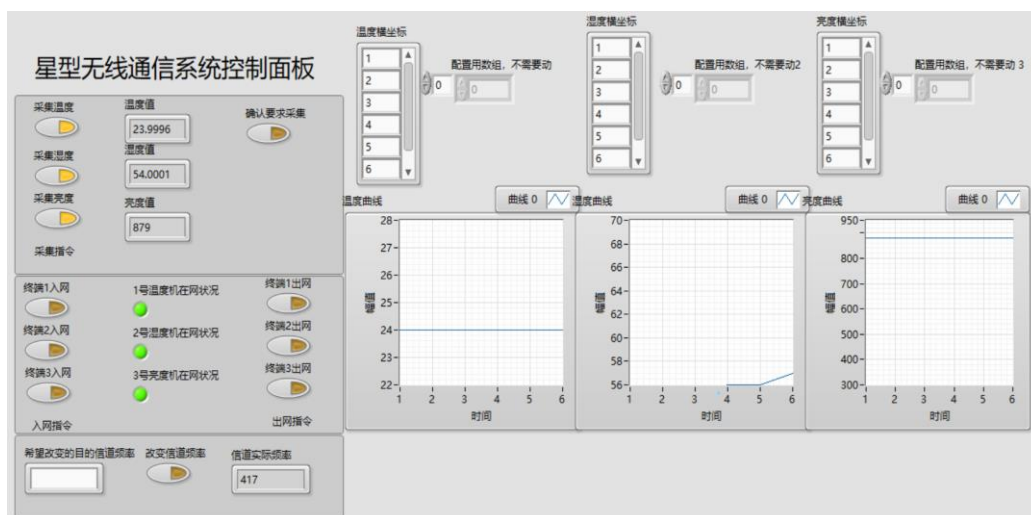 星型无线通信系统控制面板
采集温度
温度值
23.9996
确认要求采集
采集湿度
湿度值
54.0001
采集亮度
亮度值
879
采集指令
终端1入网
1号温度机在网状况
终端1出网
终端2入网
2号湿度机在网状况
终端2出网
终端3入网
3号亮度机在网状况
终端3出网
入网指令
出网指令
希望改变的目的信道频率
改变信道频率
信道实际频率
417
温度横坐标
1
2
3
4
5
6
配置用数组，不需要动
0
0
湿度横坐标
1
2
3
4
5
6
配置用数组，不需要动2
0
0
亮度横坐标
1
2
3
4
5
6
配置用数组，不需要动 3
0
0
温度曲线
曲线 0
28
27
26
25
24
23
22
幅值
1 2 3 4 5 6
时间
湿度曲线
曲线 0
70
68
66
64
62
60
58
56
幅值
1 2 3 4 5 6
时间
亮度曲线
曲线 0
950
800
700
600
500
400
300
幅值
1 2 3 4 5 6
时间